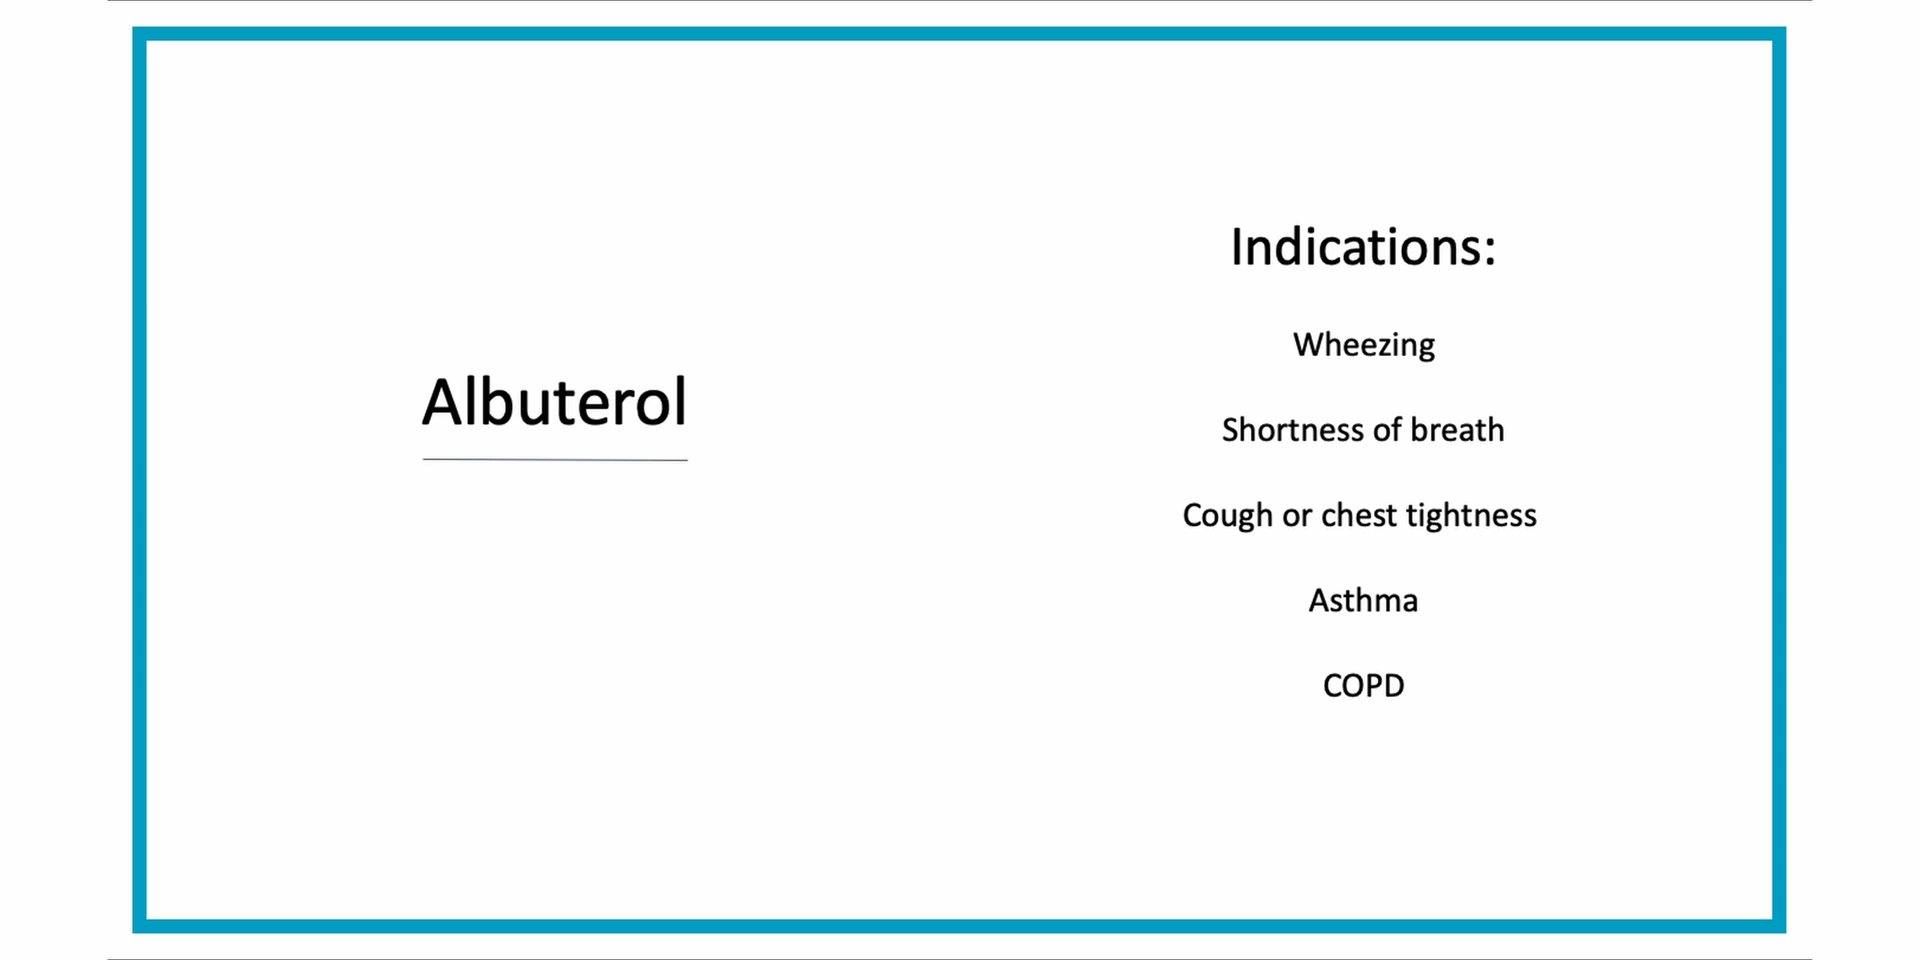 Albuterol
Indications:
Wheezing
Shortness of breath
Cough or chest tightness
Asthma
COPD